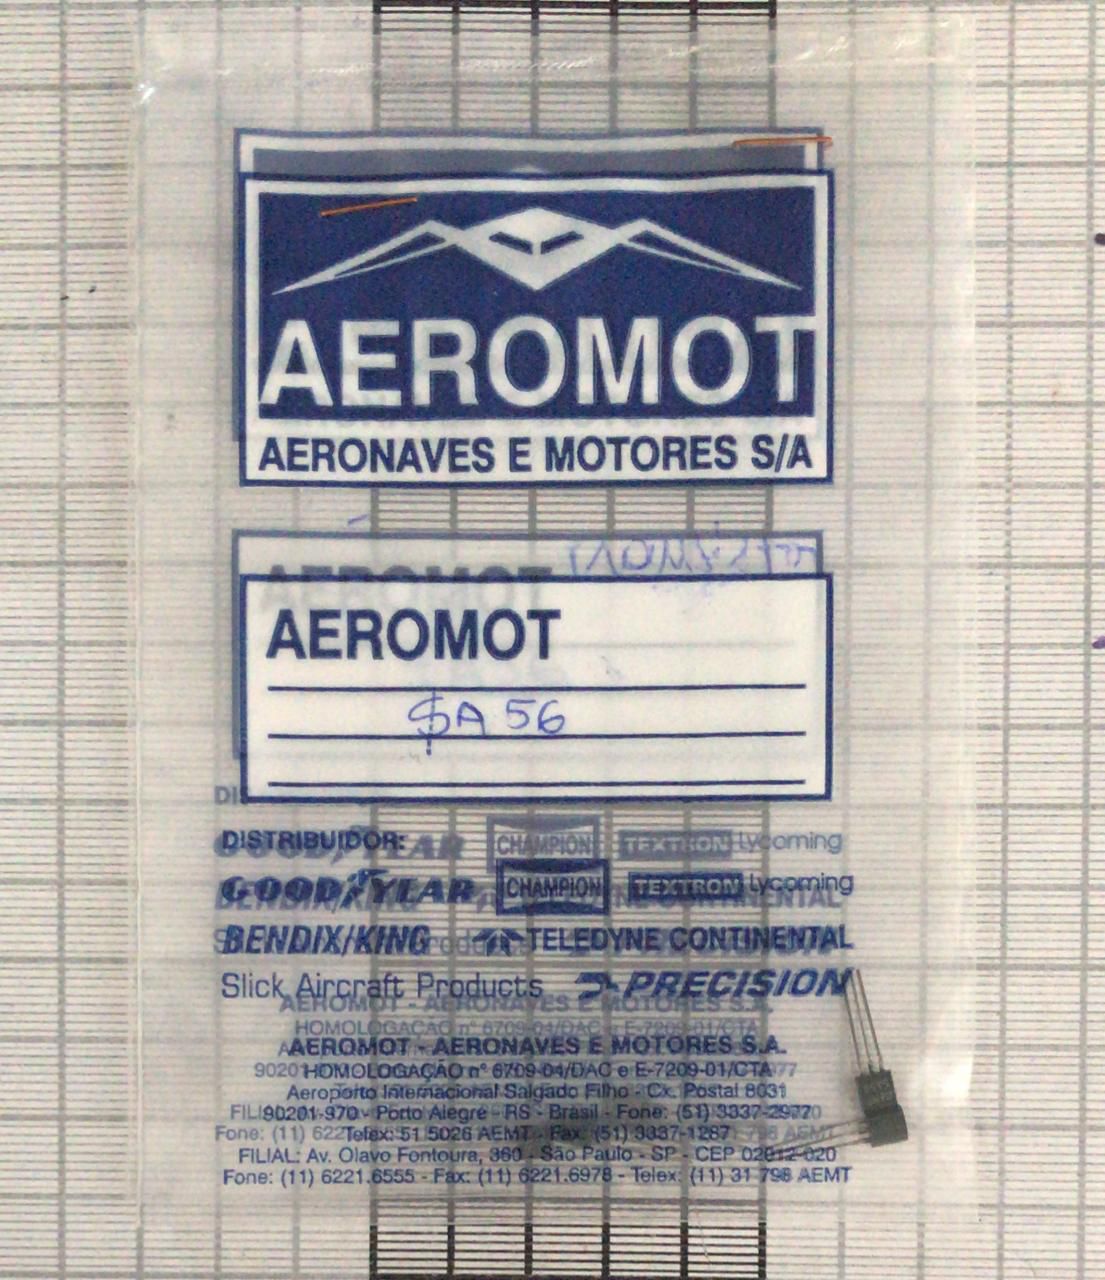 AEROMOT
AERONAVES E MOTORES S/A
AEROMOT
$A 56
DISTRIBUIDOR:
GOODYEAR CHAMPION TEXTRON Lycoming
BENDIX/KING TELEDYNE CONTINENTAL
Slick Aircraft Products PRECISION
AEROMOT - AERONAVES E MOTORES S.A.
HOMOLOGAÇÃO nº 6709-04/DAC e E-7209-01/CTA
Aeroporto Internacional Salgado Filho - Cx. Postal 8031
90201-970 - Porto Alegre - RS - Brasil - Fone: (51) 3337-2977
Telex: 51 5026 AEMT - Fax: (51) 3337-1287
FILIAL: Av. Olavo Fontoura, 360 - São Paulo - SP - CEP 02012-020
Fone: (11) 6221.6555 - Fax: (11) 6221.6978 - Telex: (11) 31 798 AEMT